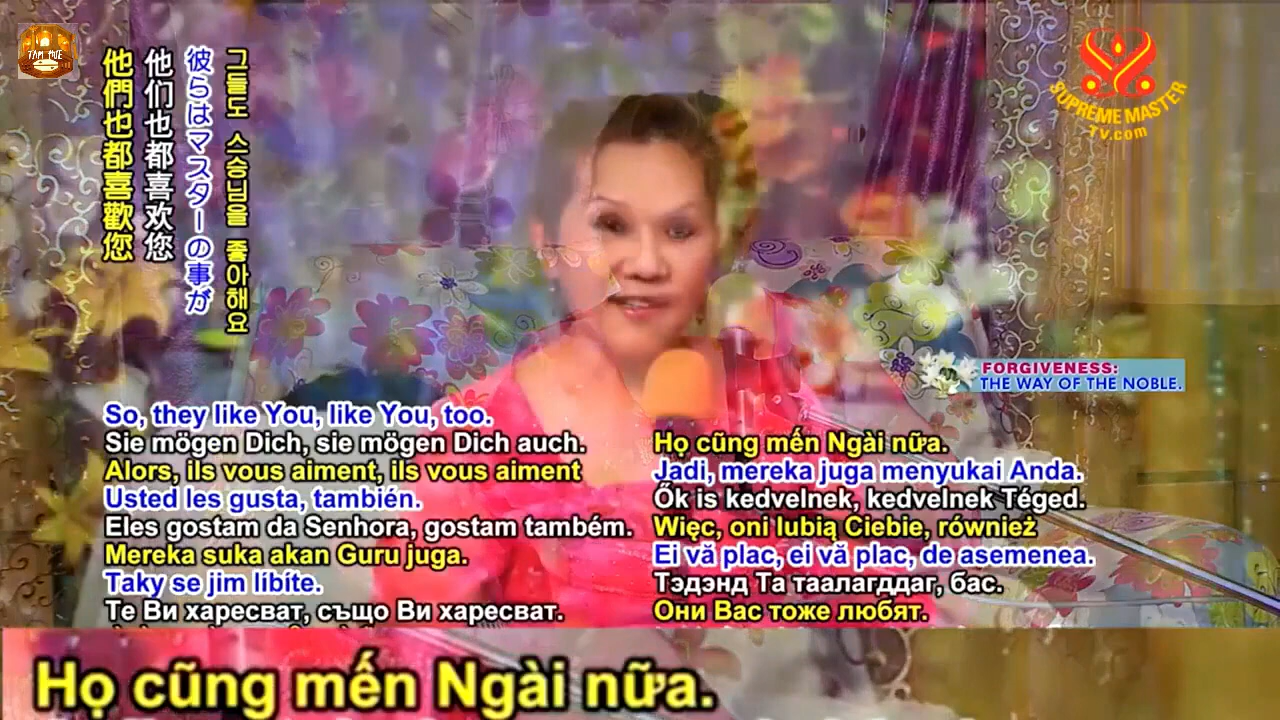 TAM TUE
他們也都喜歡您
他们也都喜欢您
彼らはマスターの事が
그들도 스승님을 좋아해요
SUPREME MASTER
TV.com
FORGIVENESS:
THE WAY OF THE NOBLE.
So, they like You, like You, too.
Sie mögen Dich, sie mögen Dich auch.
Alors, ils vous aiment, ils vous aiment
Usted les gusta, también.
Eles gostam da Senhora, gostam também.
Mereka suka akan Guru juga.
Taky se jim líbíte.
Те Ви харесват, също Ви харесват.
Họ cũng mến Ngài nữa.
Jadi, mereka juga menyukai Anda.
Ők is kedvelnek, kedvelnek Téged.
Więc, oni lubią Ciebie, również
Ei vă plac, ei vă plac, de asemenea.
Тэдэнд Та таалагддаг, бас.
Они Вас тоже любят.
Họ cũng mến Ngài nữa.